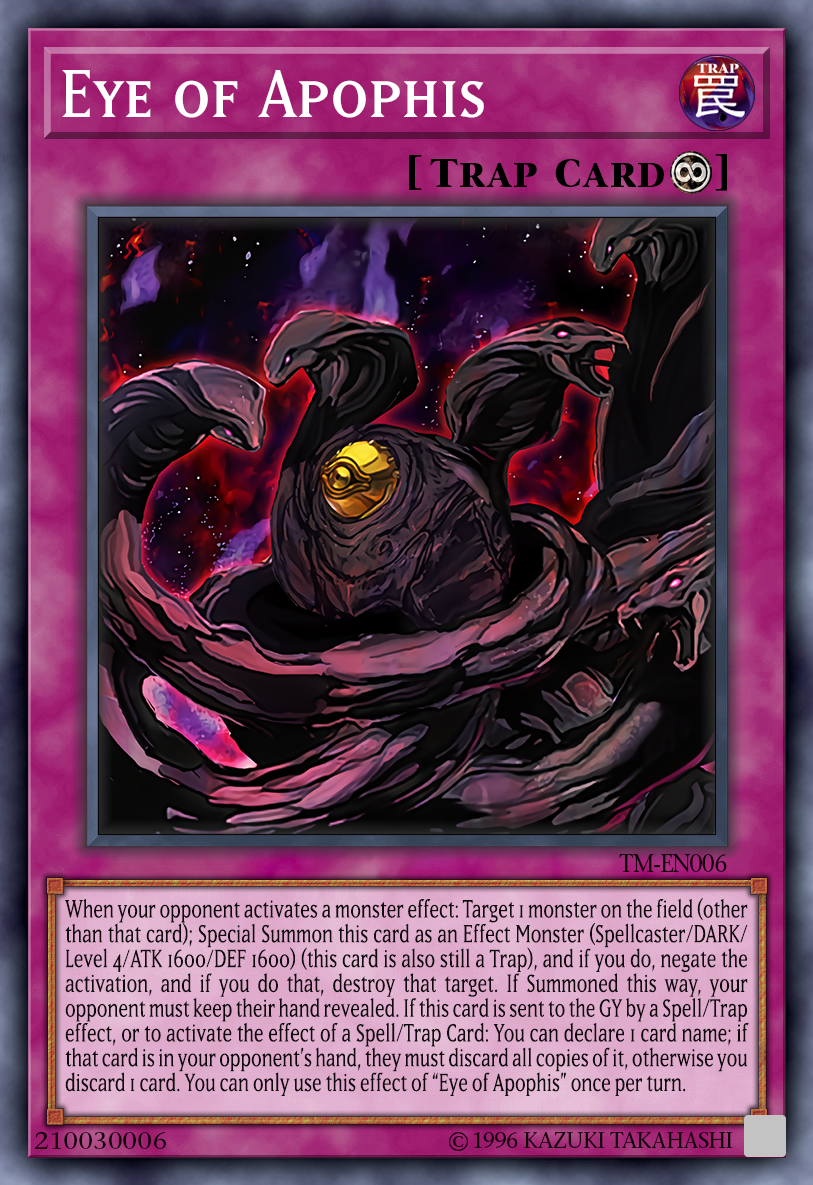 Eye of Apophis
TRAP
罠
[Trap Card♾]
TM-EN006
When your opponent activates a monster effect: Target 1 monster on the field (other
than that card); Special Summon this card as an Effect Monster (Spellcaster/DARK/
Level 4/ATK 1600/DEF 1600) (this card is also still a Trap), and if you do, negate the
activation, and if you do that, destroy that target. If Summoned this way, your
opponent must keep their hand revealed. If this card is sent to the GY by a Spell/Trap
effect, or to activate the effect of a Spell/Trap Card: You can declare 1 card name; if
that card is in your opponent's hand, they must discard all copies of it, otherwise you
discard 1 card. You can only use this effect of “Eye of Apophis” once per turn.
210030006
© 1996 KAZUKI TAKAHASHI